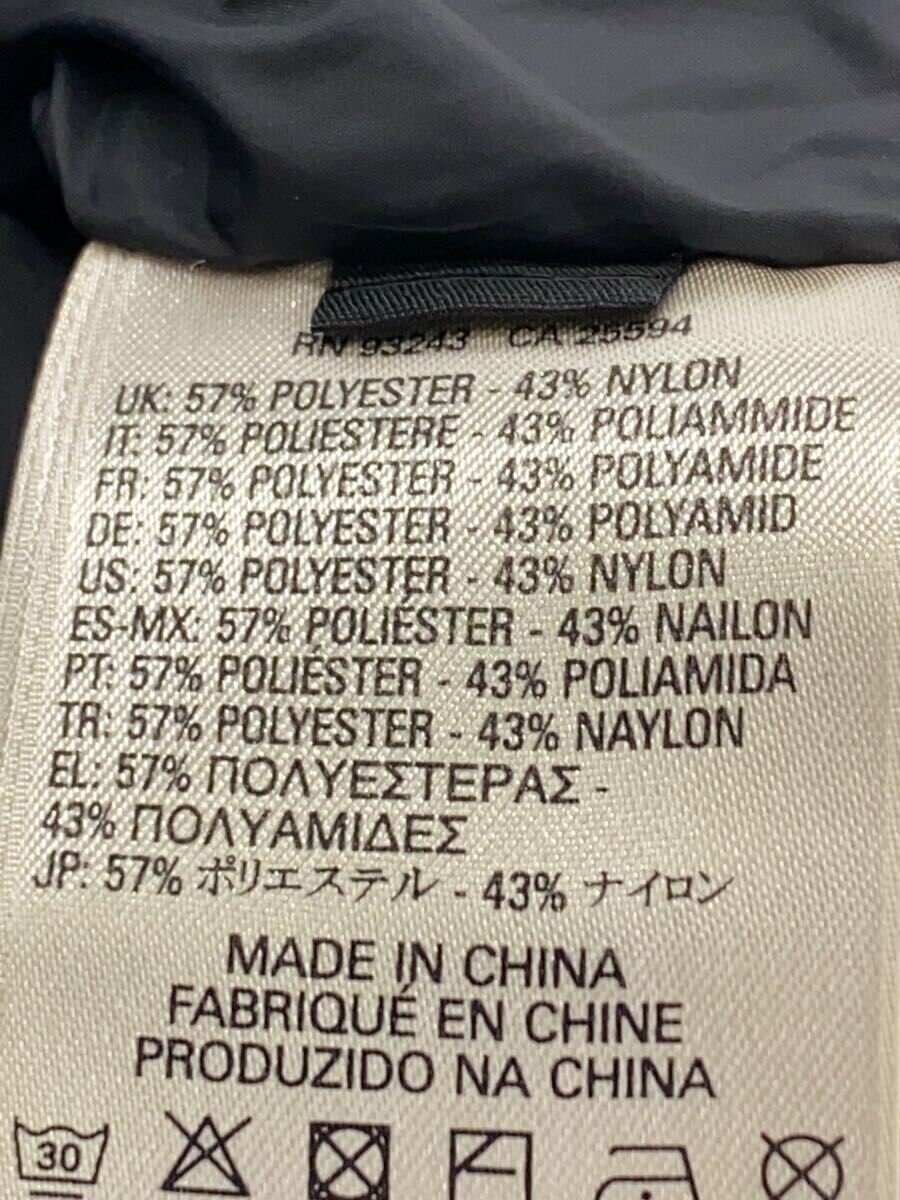 RN 93243 CA 25594
UK: 57% POLYESTER - 43% NYLON
IT: 57% POLIESTERE - 43% POLIAMMIDE
FR: 57% POLYESTER - 43% POLYAMIDE
DE: 57% POLYESTER - 43% POLYAMID
US: 57% POLYESTER - 43% NYLON
ES-MX: 57% POLIÉSTER - 43% NAILON
PT: 57% POLIÉSTER - 43% POLIAMIDA
TR: 57% POLYESTER - 43% NAYLON
EL: 57% ΠΟΛΥΕΣΤΕΡΑΣ -
43% ΠΟΛΥΑΜΙΔΕΣ
JP: 57% ポリエステル - 43% ナイロン
MADE IN CHINA
FABRIQUÉ EN CHINE
PRODUZIDO NA CHINA
30